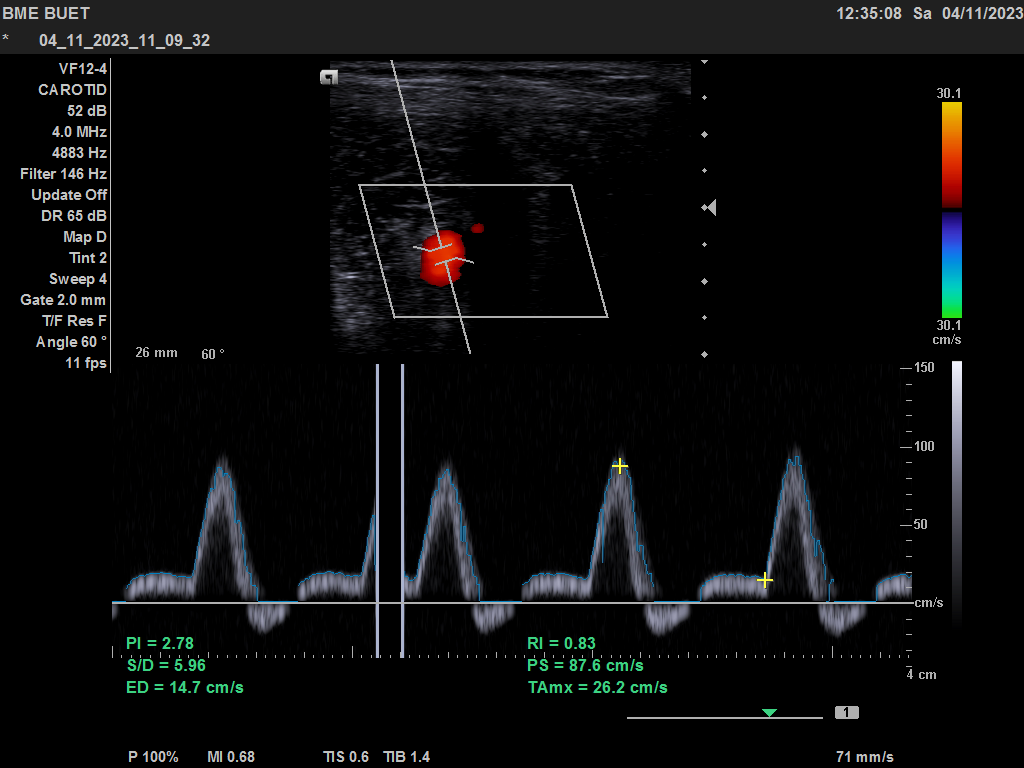 BME BUET
12:35:08 Sa 04/11/2023
* 04_11_2023_11_09_32
VF12-4
CAROTID
52 dB
4.0 MHz
4883 Hz
Filter 146 Hz
Update Off
DR 65 dB
Map D
Tint 2
Sweep 4
Gate 2.0 mm
T/F Res F
Angle 60 °
11 fps
26 mm 60 °
30.1
30.1
cm/s
150
100
50
cm/s
4 cm
PI = 2.78
S/D = 5.96
ED = 14.7 cm/s
RI = 0.83
PS = 87.6 cm/s
TAmx = 26.2 cm/s
1
P 100% MI 0.68 TIS 0.6 TIB 1.4 71 mm/s